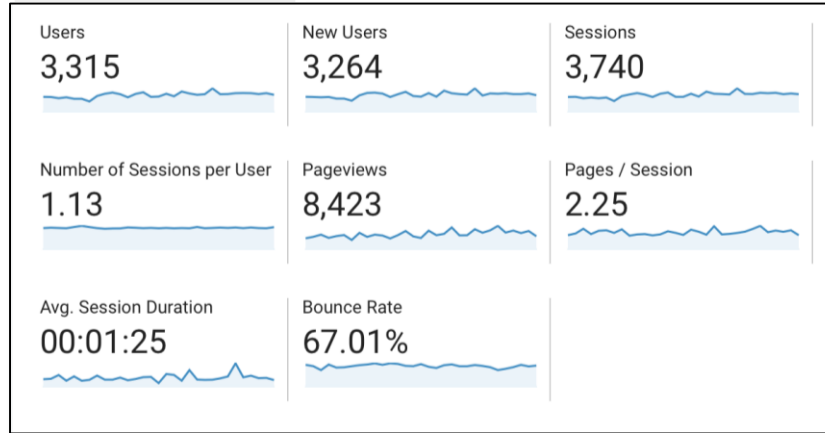 Users
3,315
New Users
3,264
Sessions
3,740
Number of Sessions per User
1.13
Pageviews
8,423
Pages / Session
2.25
Avg. Session Duration
00:01:25
Bounce Rate
67.01%